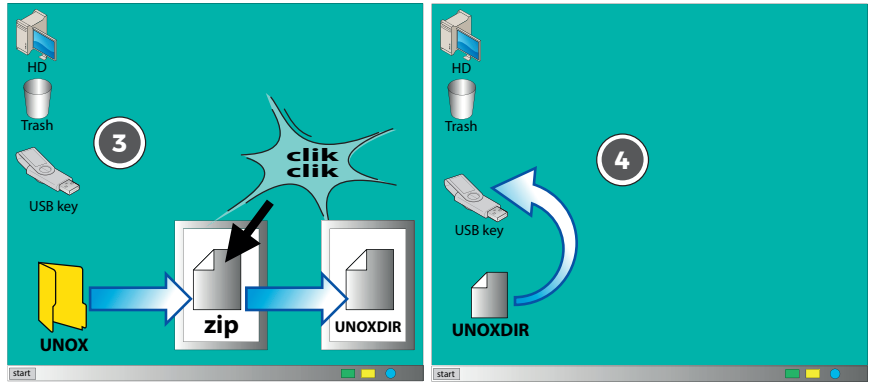 HD
Trash
3
USB key
clik
clik
UNOX
zip
UNOXDIR
start
HD
Trash
4
USB key
UNOXDIR
start